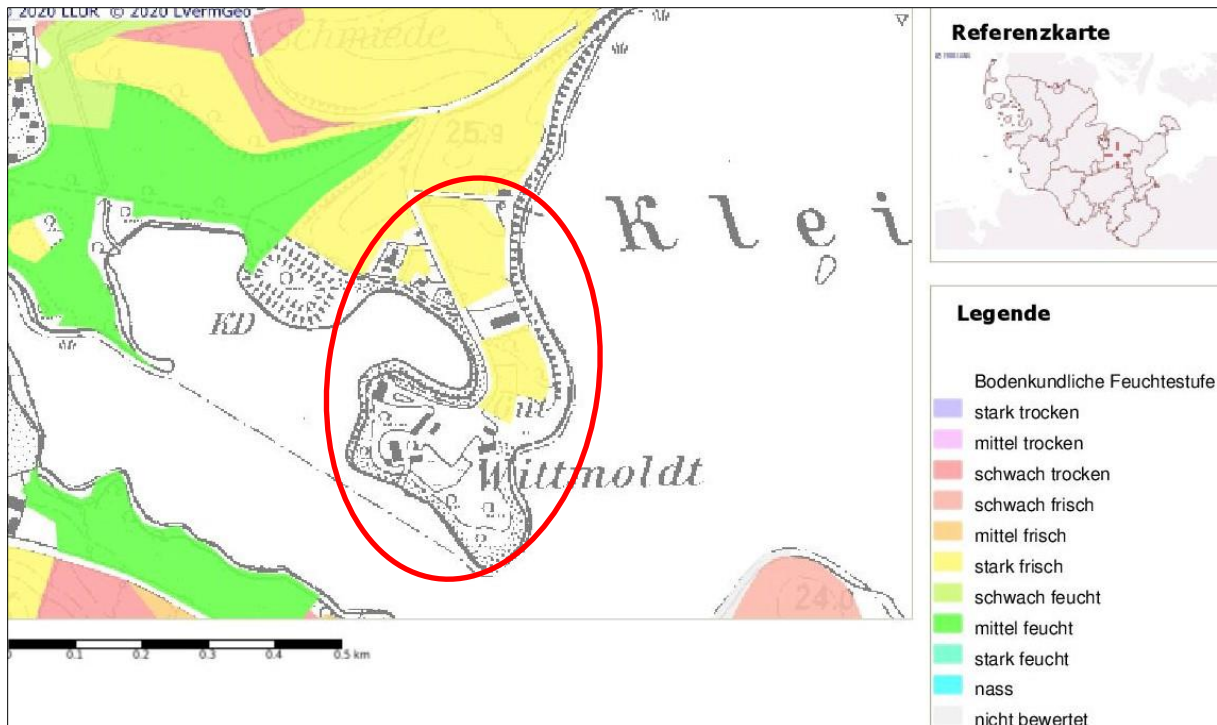 2020 LLUR © 2020 LVermGeo
Schmiede
25.9
Klei
KD
Gut
Wittmoldt
24.0
0.1 0.2 0.3 0.4 0.5 km
Referenzkarte
Legende
Bodenkundliche Feuchtestufe
stark trocken
mittel trocken
schwach trocken
schwach frisch
mittel frisch
stark frisch
schwach feucht
mittel feucht
stark feucht
nass
nicht bewertet